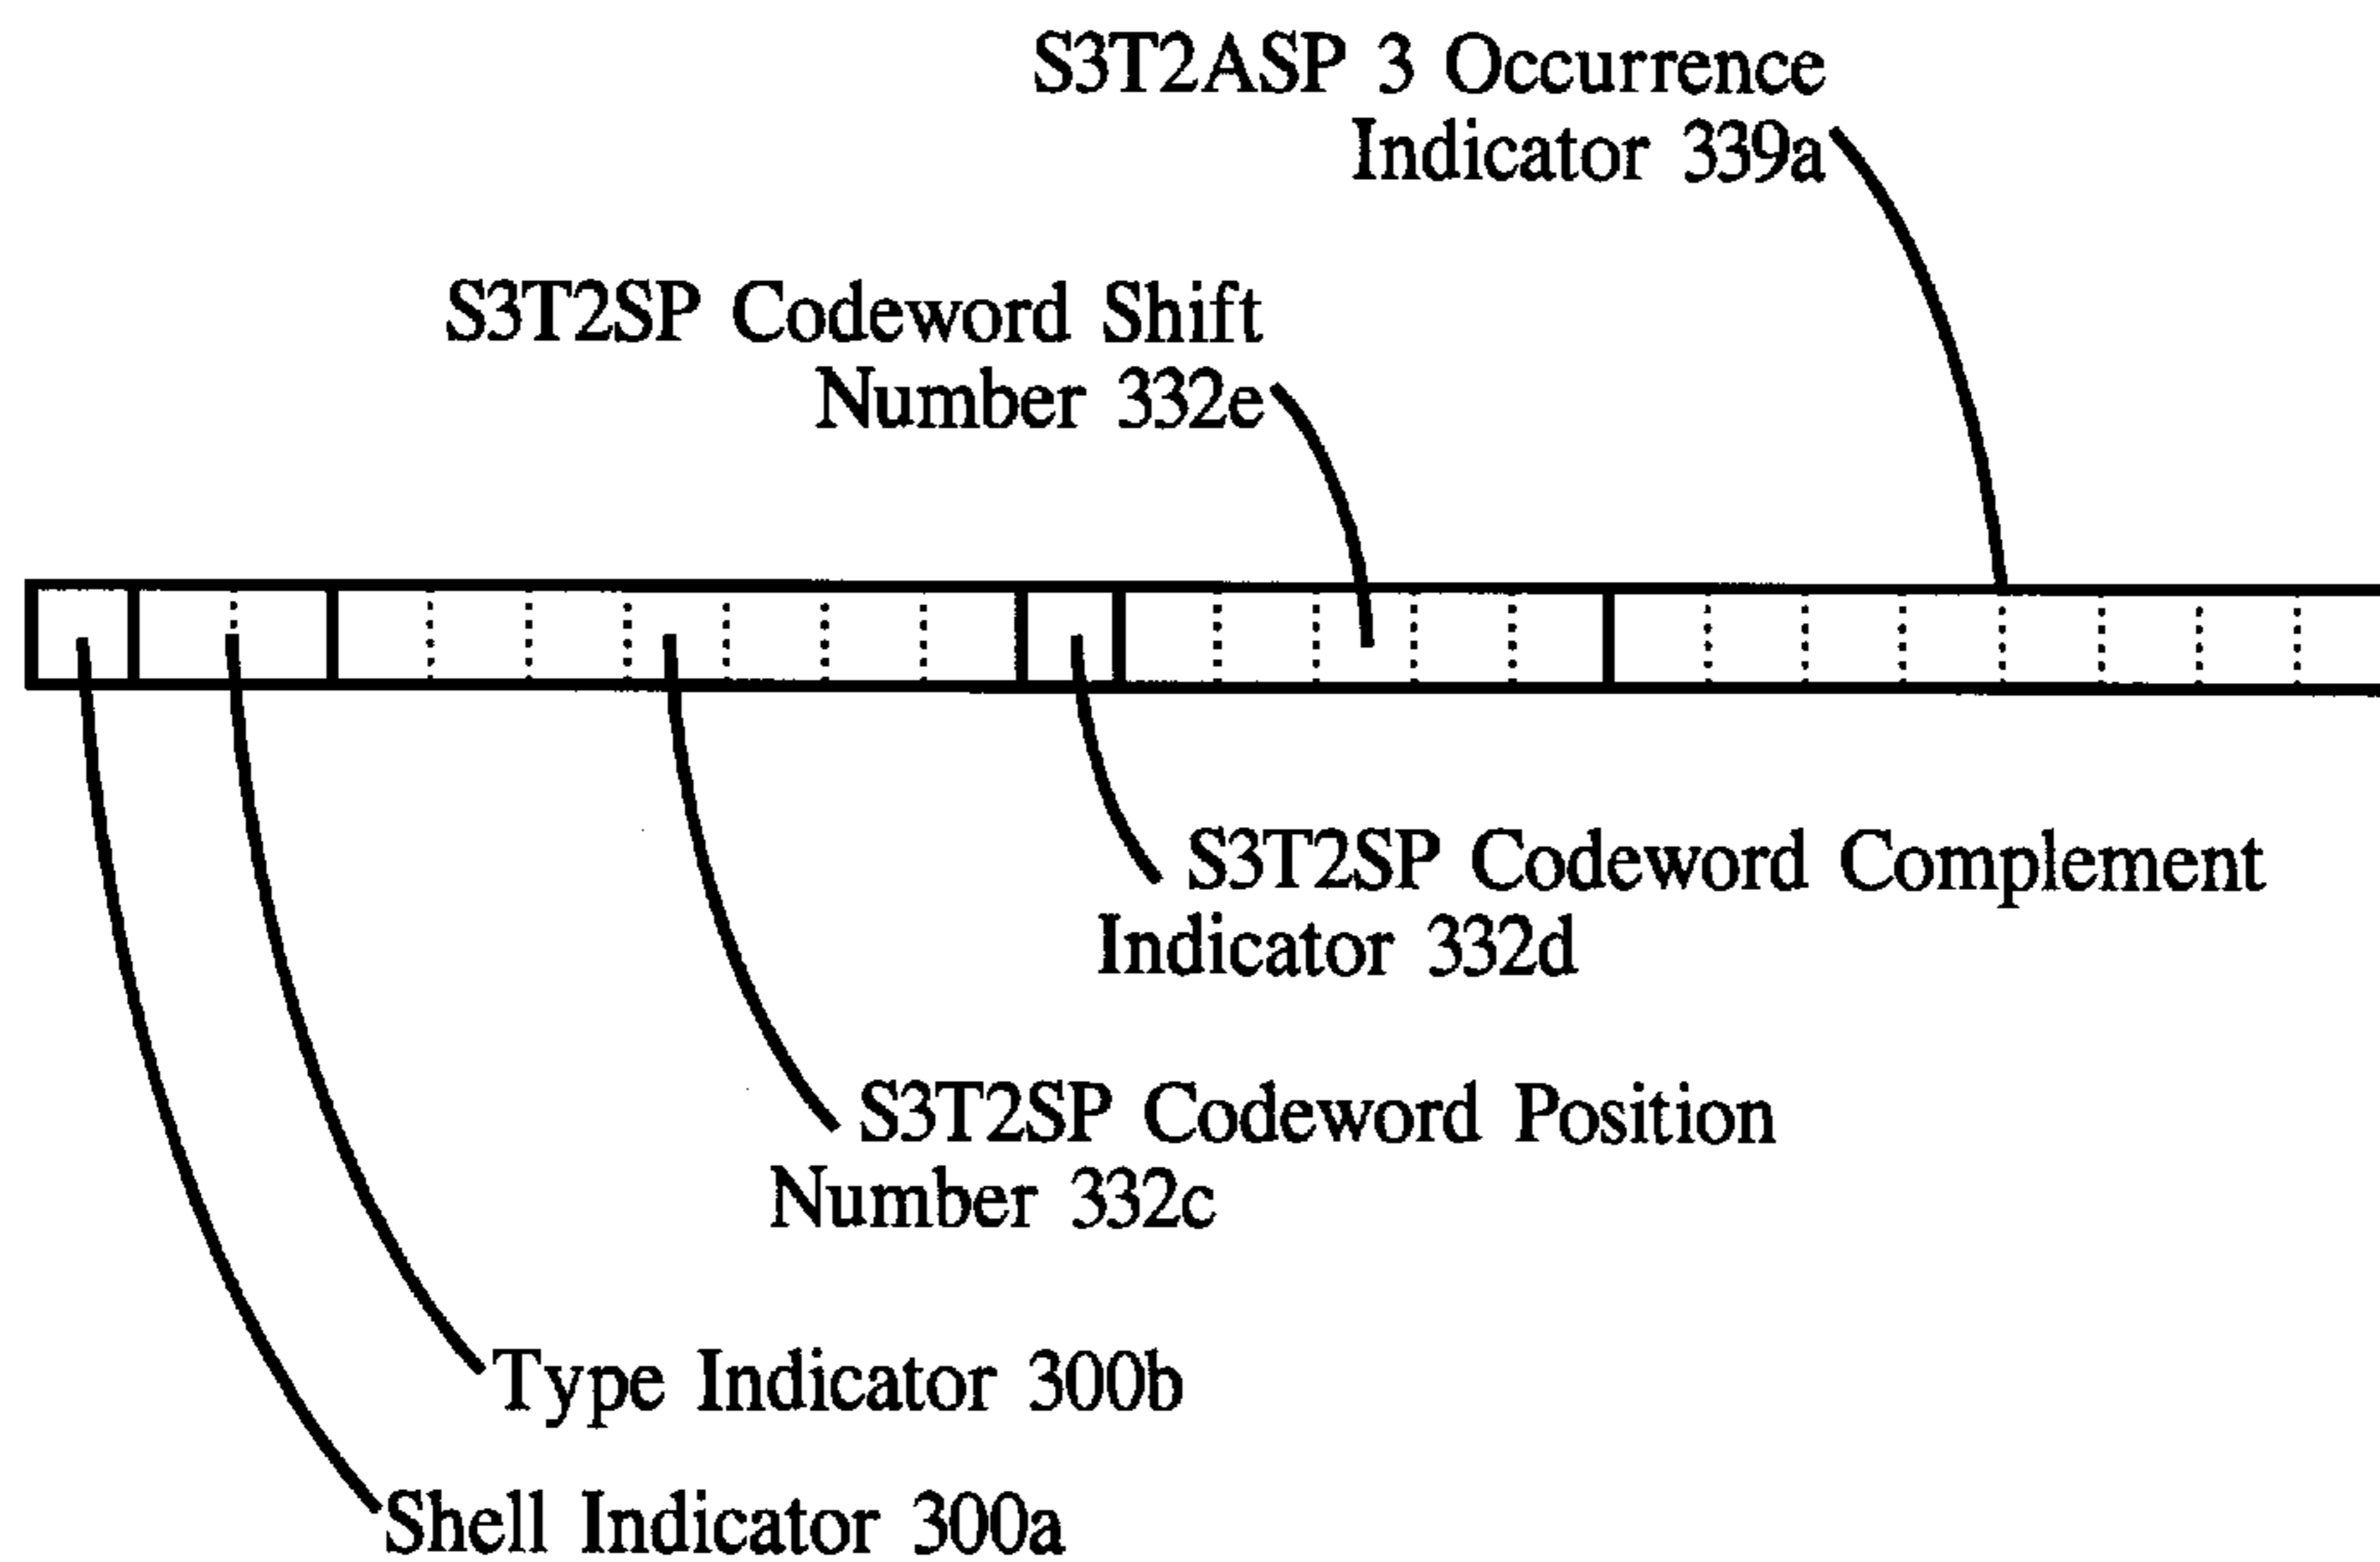 S3T2ASP 3 Occurrence
Indicator 339a
S3T2SP Codeword Shift
Number 332e
S3T2SP Codeword Complement
Indicator 332d
S3T2SP Codeword Position
Number 332c
Type Indicator 300b
Shell Indicator 300a